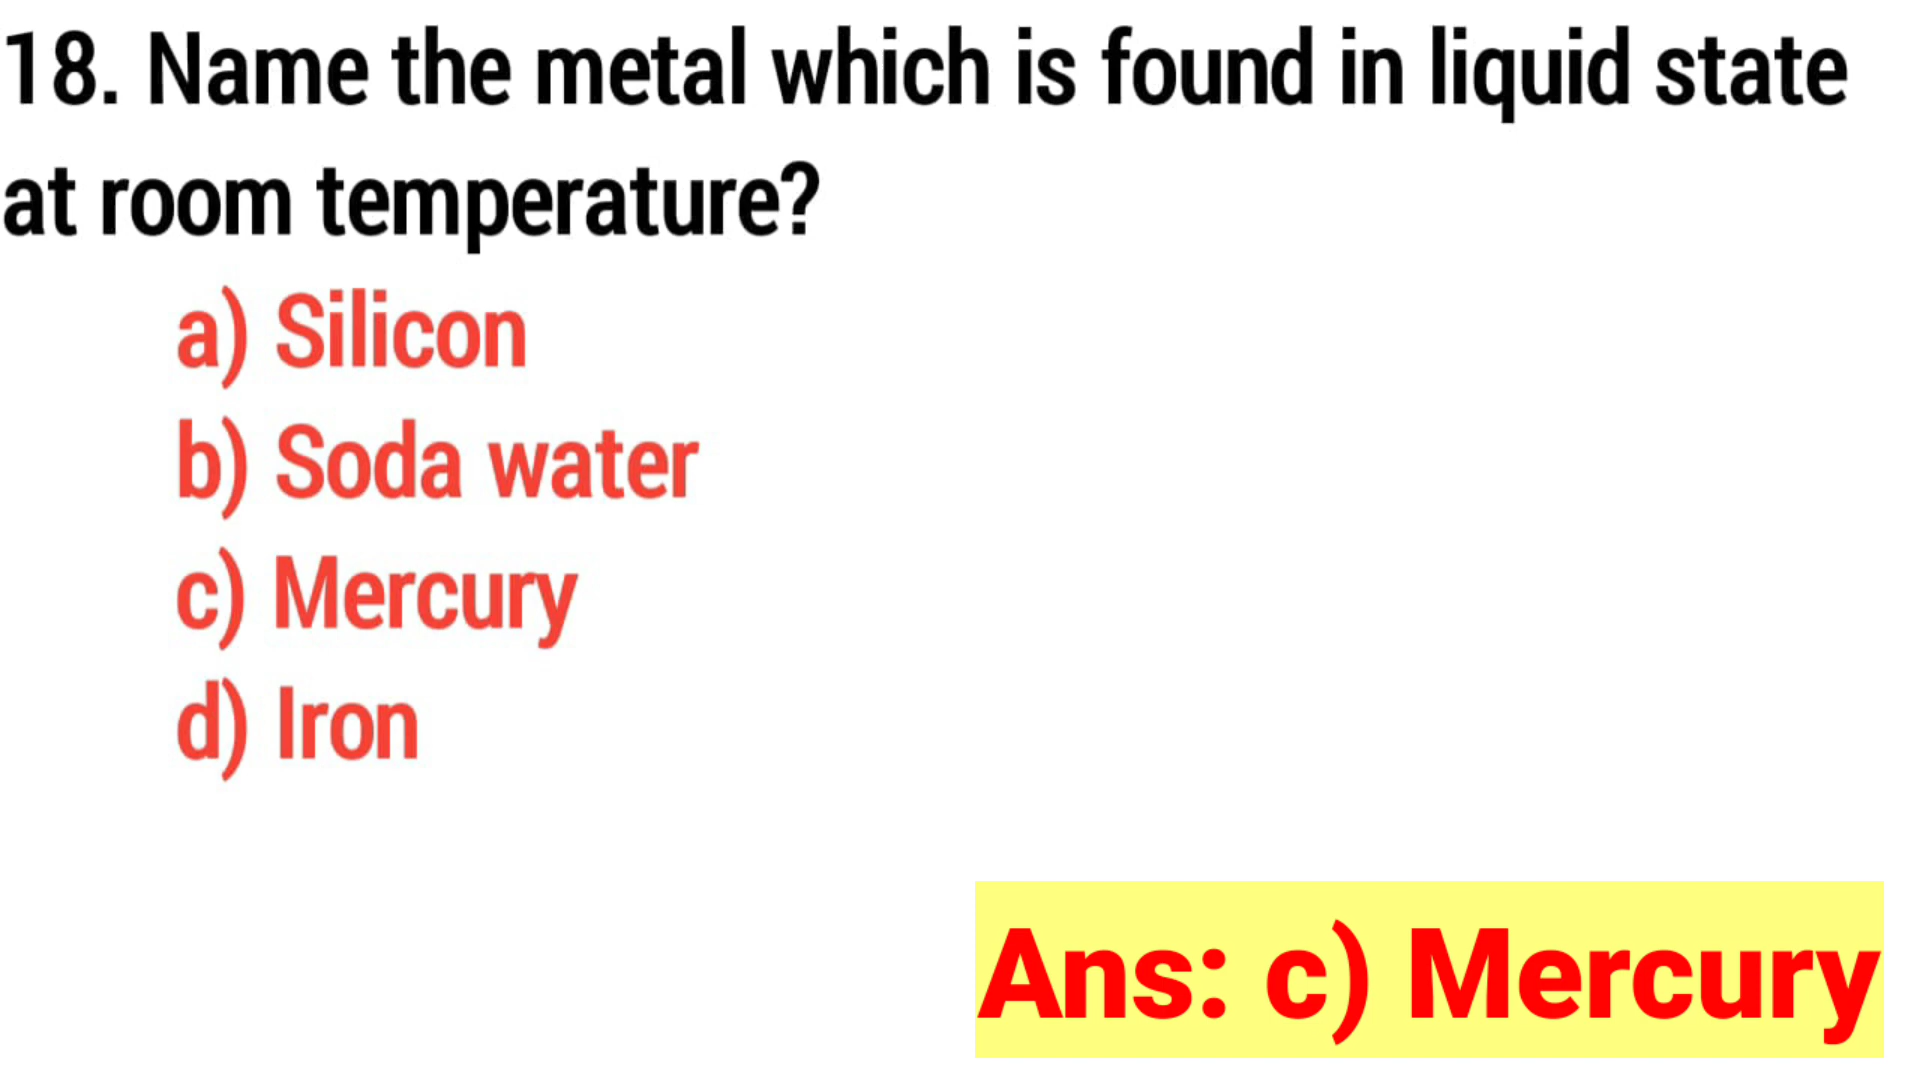 18. Name the metal which is found in liquid state
at room temperature?
a) Silicon
b) Soda water
c) Mercury
d) Iron
Ans: c) Mercury